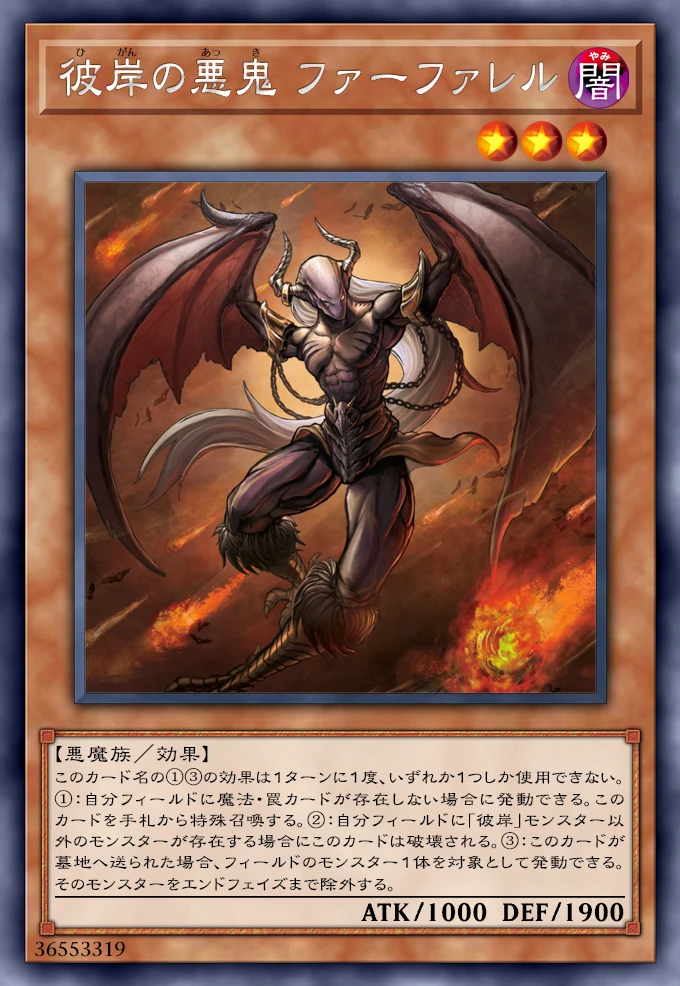 彼岸の悪鬼 ファーファレル
ひ がん あっ き
闇
やみ
【悪魔族／効果】
このカード名の①③の効果は1ターンに1度、いずれか1つしか使用できない。
①：自分フィールドに魔法・罠カードが存在しない場合に発動できる。この
カードを手札から特殊召喚する。②：自分フィールドに「彼岸」モンスター以
外のモンスターが存在する場合にこのカードは破壊される。③：このカードが
墓地へ送られた場合、フィールドのモンスター1体を対象として発動できる。
そのモンスターをエンドフェイズまで除外する。
ATK/1000 DEF/1900
36553319